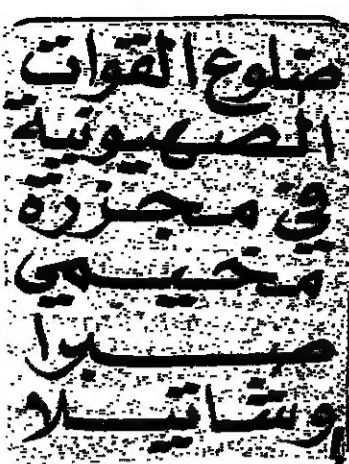 ضلوع القوات
الصهيونية
في مجزرة
مخيمي
صبرا
وشاتيلا